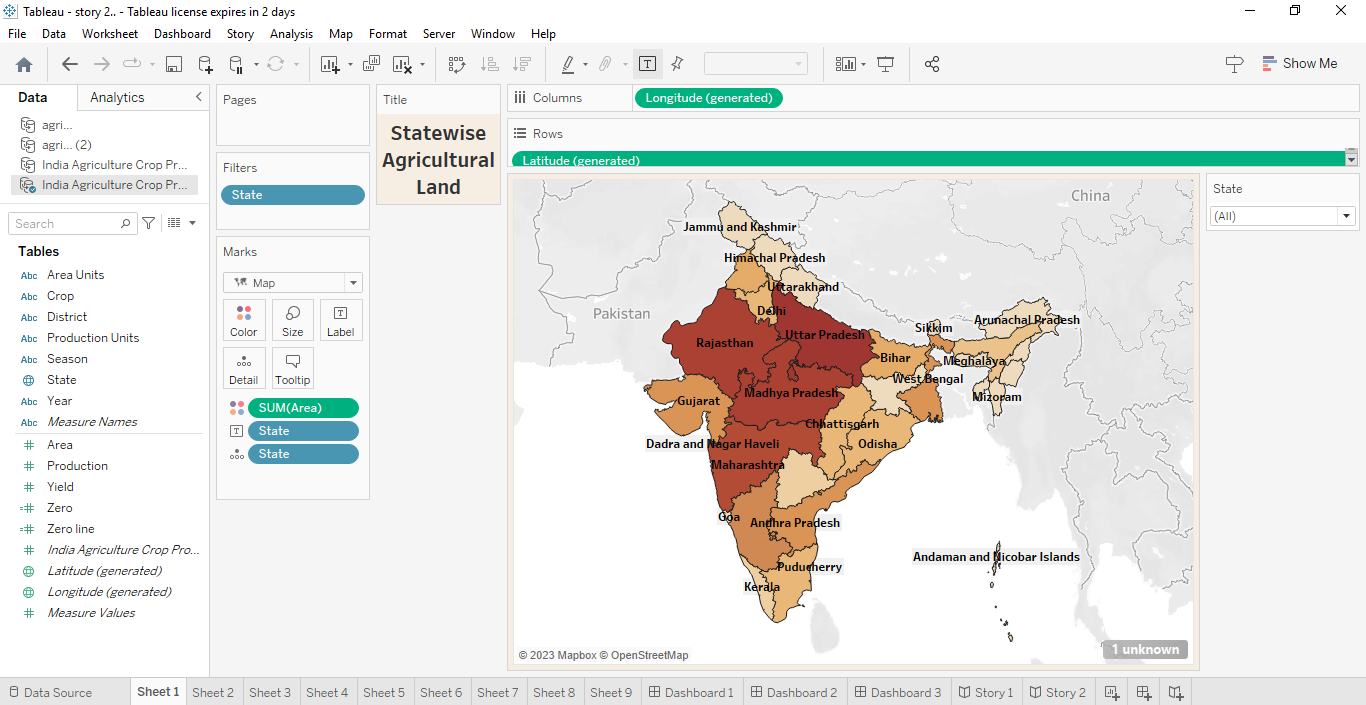 Tableau - story 2.. - Tableau license expires in 2 days
File Data Worksheet Dashboard Story Analysis Map Format Server Window Help
Show Me
Data Analytics
agri...
agri... (2)
India Agriculture Crop Pr...
India Agriculture Crop Pr...
Search
Tables
Abc Area Units
Abc Crop
Abc District
Abc Production Units
Abc Season
State
Abc Year
Abc Measure Names
# Area
# Production
# Yield
=# Zero
=# Zero line
# India Agriculture Crop Pro...
Latitude (generated)
Longitude (generated)
# Measure Values
Pages
Filters
State
Marks
Map
Color Size Label
Detail Tooltip
SUM(Area)
State
State
Title
Statewise
Agricultural
Land
Columns Longitude (generated)
Rows
Latitude (generated)
China
Jammu and Kashmir
Himachal Pradesh
Uttarakhand
Pakistan
Delhi
Arunachal Pradesh
Sikkim
Uttar Pradesh
Rajasthan
Bihar
Meghalaya
West Bengal
Madhya Pradesh
Mizoram
Gujarat
Chhattisgarh
Dadra and Nagar Haveli
Odisha
Maharashtra
Goa
Andhra Pradesh
Andaman and Nicobar Islands
Puducherry
Kerala
© 2023 Mapbox © OpenStreetMap
1 unknown
State
(All)
Data Source Sheet 1 Sheet 2 Sheet 3 Sheet 4 Sheet 5 Sheet 6 Sheet 7 Sheet 8 Sheet 9 Dashboard 1 Dashboard 2 Dashboard 3 Story 1 Story 2